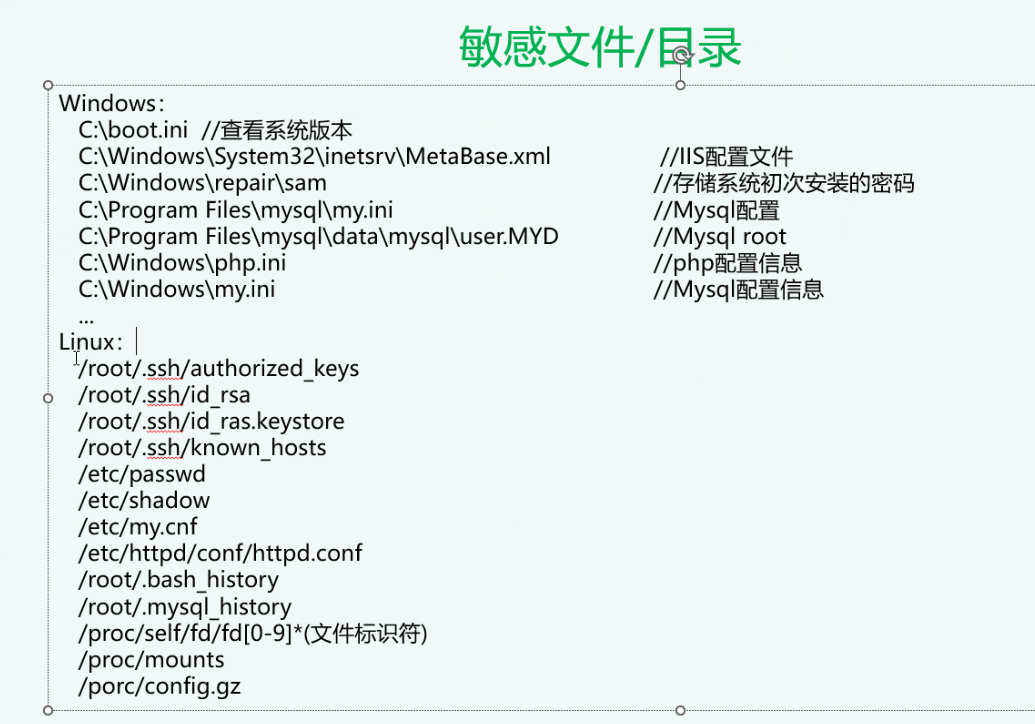 敏感文件/目录
Windows：
C:\boot.ini //查看系统版本
C:\Windows\System32\inetsrv\MetaBase.xml //IIS配置文件
C:\Windows\repair\sam //存储系统初次安装的密码
C:\Program Files\mysql\my.ini //Mysql配置
C:\Program Files\mysql\data\mysql\user.MYD //Mysql root
C:\Windows\php.ini //php配置信息
C:\Windows\my.ini //Mysql配置信息
...
Linux：
/root/.ssh/authorized_keys
/root/.ssh/id_rsa
/root/.ssh/id_ras.keystore
/root/.ssh/known_hosts
/etc/passwd
/etc/shadow
/etc/my.cnf
/etc/httpd/conf/httpd.conf
/root/.bash_history
/root/.mysql_history
/proc/self/fd/fd[0-9]*(文件标识符)
/proc/mounts
/porc/config.gz